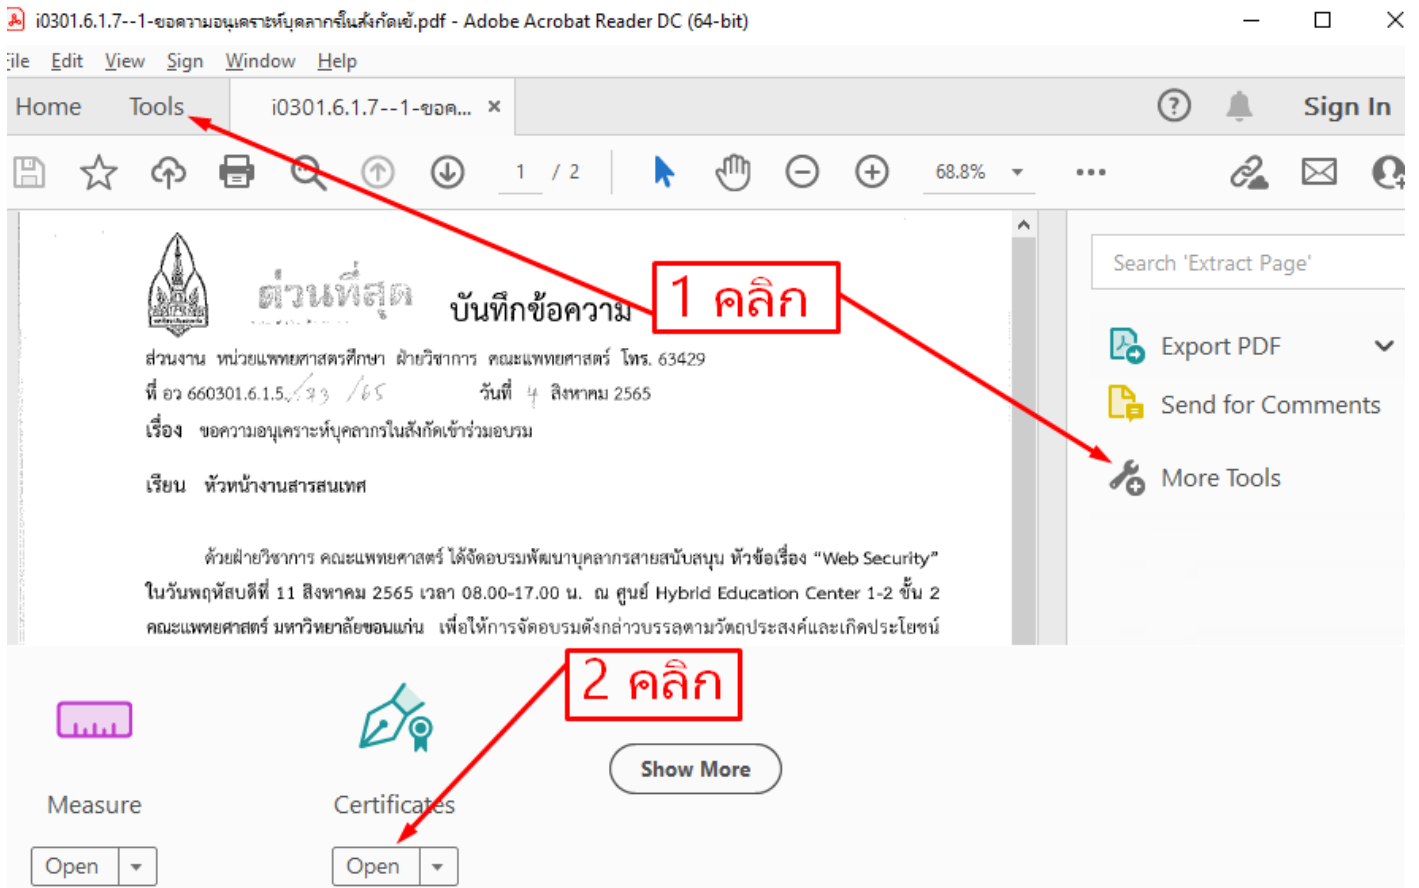 i0301.6.1.7--1-ขอความอนุเคราะห์บุคลากรในสังกัดเข้.pdf - Adobe Acrobat Reader DC (64-bit)
File Edit View Sign Window Help
Home Tools i0301.6.1.7--1-ขอค... × Sign In
1 / 2 68.8%
Search 'Extract Page'
ด่วนที่สุด บันทึกข้อความ
1 คลิก
Export PDF
ส่วนงาน หน่วยแพทยศาสตรศึกษา ฝ่ายวิชาการ คณะแพทยศาสตร์ โทร. 63429
ที่ อว 660301.6.1.5. /65 วันที่ 4 สิงหาคม 2565
Send for Comments
เรื่อง ขอความอนุเคราะห์บุคลากรในสังกัดเข้าร่วมอบรม
More Tools
เรียน หัวหน้างานสารสนเทศ
ด้วยฝ่ายวิชาการ คณะแพทยศาสตร์ ได้จัดอบรมพัฒนาบุคลากรสายสนับสนุน หัวข้อเรื่อง “Web Security”
ในวันพฤหัสบดีที่ 11 สิงหาคม 2565 เวลา 08.00-17.00 น. ณ ศูนย์ Hybrid Education Center 1-2 ชั้น 2
คณะแพทยศาสตร์ มหาวิทยาลัยขอนแก่น เพื่อให้การจัดอบรมดังกล่าวบรรลุตามวัตถุประสงค์และเกิดประโยชน์
2 คลิก
Show More
Measure Certificates
Open Open